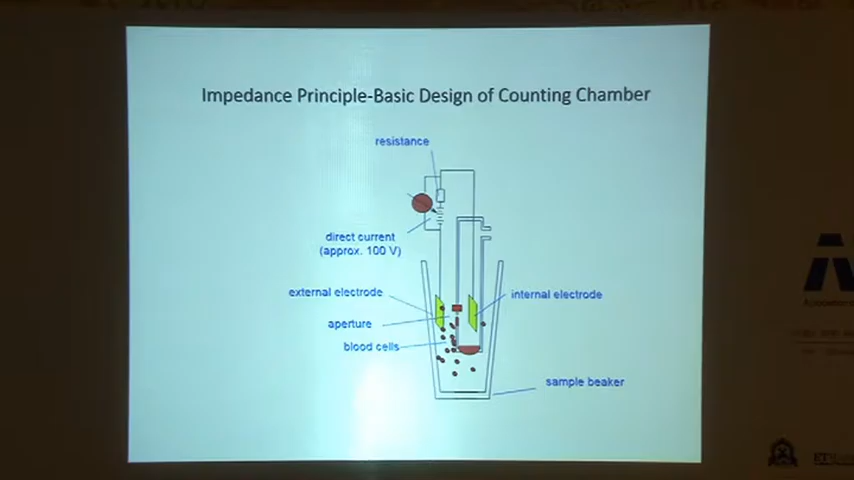 Impedance Principle-Basic Design of Counting Chamber
resistance
direct current
(approx. 100 V)
external electrode
internal electrode
aperture
blood cells
sample beaker